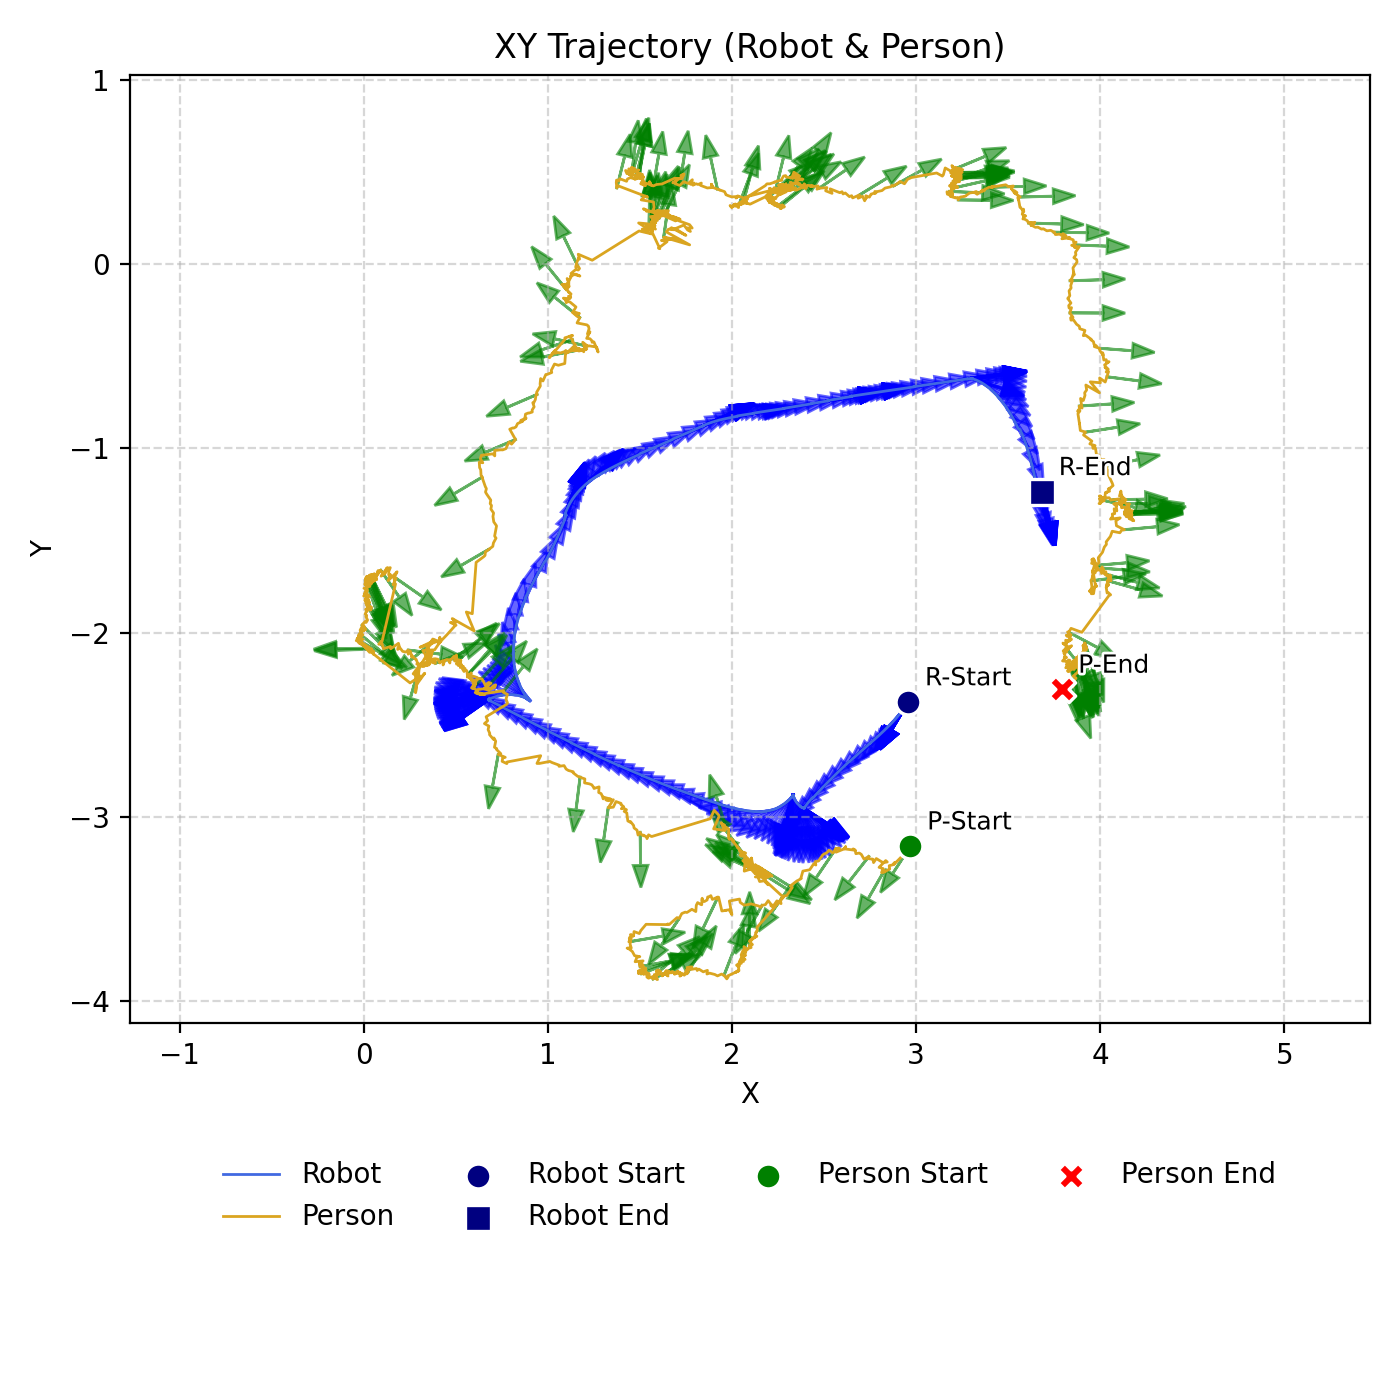 XY Trajectory (Robot & Person)
1
0
−1
−2
−3
−4
Y
R-End
P-End
R-Start
P-Start
−1 0 1 2 3 4 5
X
Robot Robot Start Person Start Person End
Person Robot End